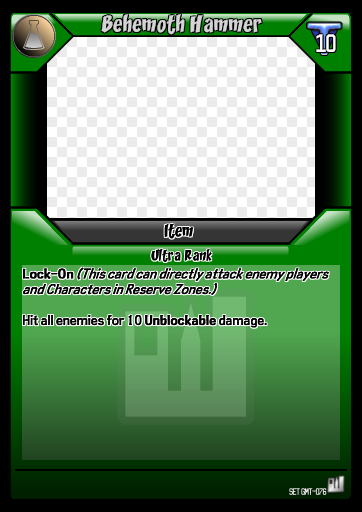 Behemoth Hammer
10
Item
Ultra Rank
Lock-On (This card can directly attack enemy players
and Characters in Reserve Zones.)
Hit all enemies for 10 Unblockable damage.
SET GMT-076